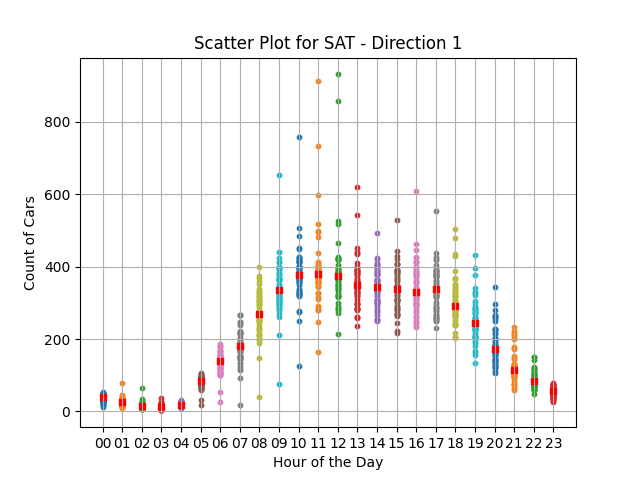 Scatter Plot for SAT - Direction 1
Count of Cars
800
600
400
200
0
00 01 02 03 04 05 06 07 08 09 10 11 12 13 14 15 16 17 18 19 20 21 22 23
Hour of the Day